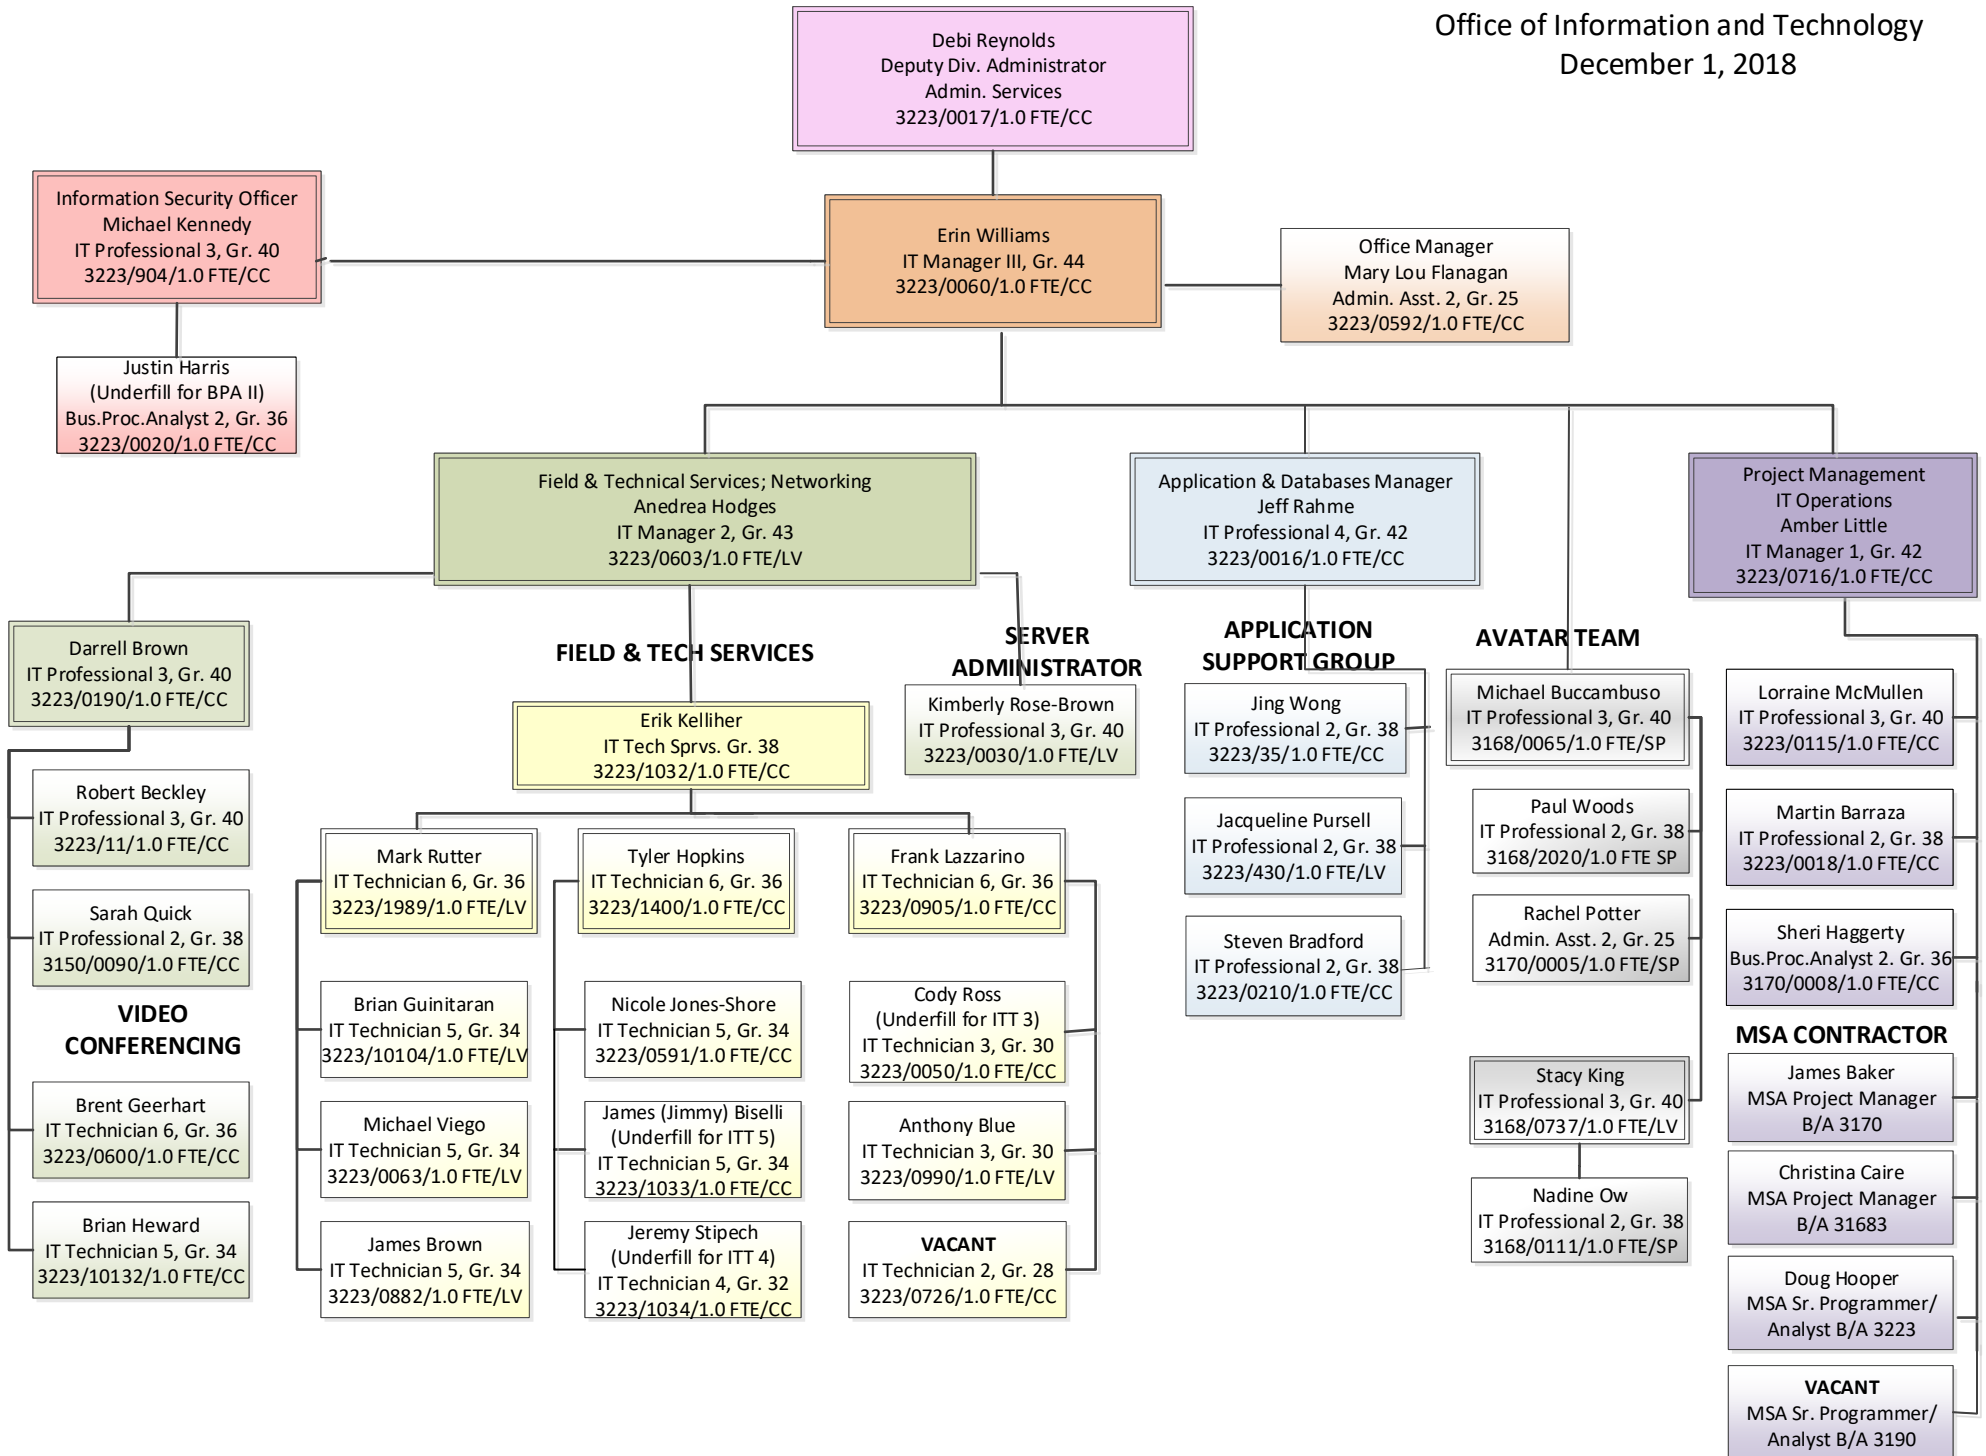 Office of Information and Technology
December 1, 2018
Debi Reynolds
Deputy Div. Administrator
Admin. Services
3223/0017/1.0 FTE/CC
Information Security Officer
Michael Kennedy
IT Professional 3, Gr. 40
3223/904/1.0 FTE/CC
Erin Williams
IT Manager III, Gr. 44
3223/0060/1.0 FTE/CC
Office Manager
Mary Lou Flanagan
Admin. Asst. 2, Gr. 25
3223/0592/1.0 FTE/CC
Justin Harris
(Underfill for BPA II)
Bus.Proc.Analyst 2, Gr. 36
3223/0020/1.0 FTE/CC
Field & Technical Services; Networking
Anedrea Hodges
IT Manager 2, Gr. 43
3223/0603/1.0 FTE/LV
Application & Databases Manager
Jeff Rahme
IT Professional 4, Gr. 42
3223/0016/1.0 FTE/CC
Project Management
IT Operations
Amber Little
IT Manager 1, Gr. 42
3223/0716/1.0 FTE/CC
Darrell Brown
IT Professional 3, Gr. 40
3223/0190/1.0 FTE/CC
Robert Beckley
IT Professional 3, Gr. 40
3223/11/1.0 FTE/CC
Sarah Quick
IT Professional 2, Gr. 38
3150/0090/1.0 FTE/CC
VIDEO
CONFERENCING
Brent Geerhart
IT Technician 6, Gr. 36
3223/0600/1.0 FTE/CC
Brian Heward
IT Technician 5, Gr. 34
3223/10132/1.0 FTE/CC
FIELD & TECH SERVICES
Erik Kelliher
IT Tech Sprvs. Gr. 38
3223/1032/1.0 FTE/CC
Mark Rutter
IT Technician 6, Gr. 36
3223/1989/1.0 FTE/LV
Brian Guinitaran
IT Technician 5, Gr. 34
3223/10104/1.0 FTE/LV
Michael Viego
IT Technician 5, Gr. 34
3223/0063/1.0 FTE/LV
James Brown
IT Technician 5, Gr. 34
3223/0882/1.0 FTE/LV
Tyler Hopkins
IT Technician 6, Gr. 36
3223/1400/1.0 FTE/CC
Nicole Jones-Shore
IT Technician 5, Gr. 34
3223/0591/1.0 FTE/CC
James (Jimmy) Biselli
(Underfill for ITT 5)
IT Technician 5, Gr. 34
3223/1033/1.0 FTE/CC
Jeremy Stipech
(Underfill for ITT 4)
IT Technician 4, Gr. 32
3223/1034/1.0 FTE/CC
Frank Lazzarino
IT Technician 6, Gr. 36
3223/0905/1.0 FTE/CC
Cody Ross
(Underfill for ITT 3)
IT Technician 3, Gr. 30
3223/0050/1.0 FTE/CC
Anthony Blue
IT Technician 3, Gr. 30
3223/0990/1.0 FTE/LV
VACANT
IT Technician 2, Gr. 28
3223/0726/1.0 FTE/CC
SERVER
ADMINISTRATOR
Kimberly Rose-Brown
IT Professional 3, Gr. 40
3223/0030/1.0 FTE/LV
APPLICATION
SUPPORT GROUP
Jing Wong
IT Professional 2, Gr. 38
3223/35/1.0 FTE/CC
Jacqueline Pursell
IT Professional 2, Gr. 38
3223/430/1.0 FTE/LV
Steven Bradford
IT Professional 2, Gr. 38
3223/0210/1.0 FTE/CC
AVATAR TEAM
Michael Buccambuso
IT Professional 3, Gr. 40
3168/0065/1.0 FTE/SP
Paul Woods
IT Professional 2, Gr. 38
3168/2020/1.0 FTE SP
Rachel Potter
Admin. Asst. 2, Gr. 25
3170/0005/1.0 FTE/SP
Stacy King
IT Professional 3, Gr. 40
3168/0737/1.0 FTE/LV
Nadine Ow
IT Professional 2, Gr. 38
3168/0111/1.0 FTE/SP
Lorraine McMullen
IT Professional 3, Gr. 40
3223/0115/1.0 FTE/CC
Martin Barraza
IT Professional 2, Gr. 38
3223/0018/1.0 FTE/CC
Sheri Haggerty
Bus.Proc.Analyst 2. Gr. 36
3170/0008/1.0 FTE/CC
MSA CONTRACTOR
James Baker
MSA Project Manager
B/A 3170
Christina Caire
MSA Project Manager
B/A 31683
Doug Hooper
MSA Sr. Programmer/
Analyst B/A 3223
VACANT
MSA Sr. Programmer/
Analyst B/A 3190